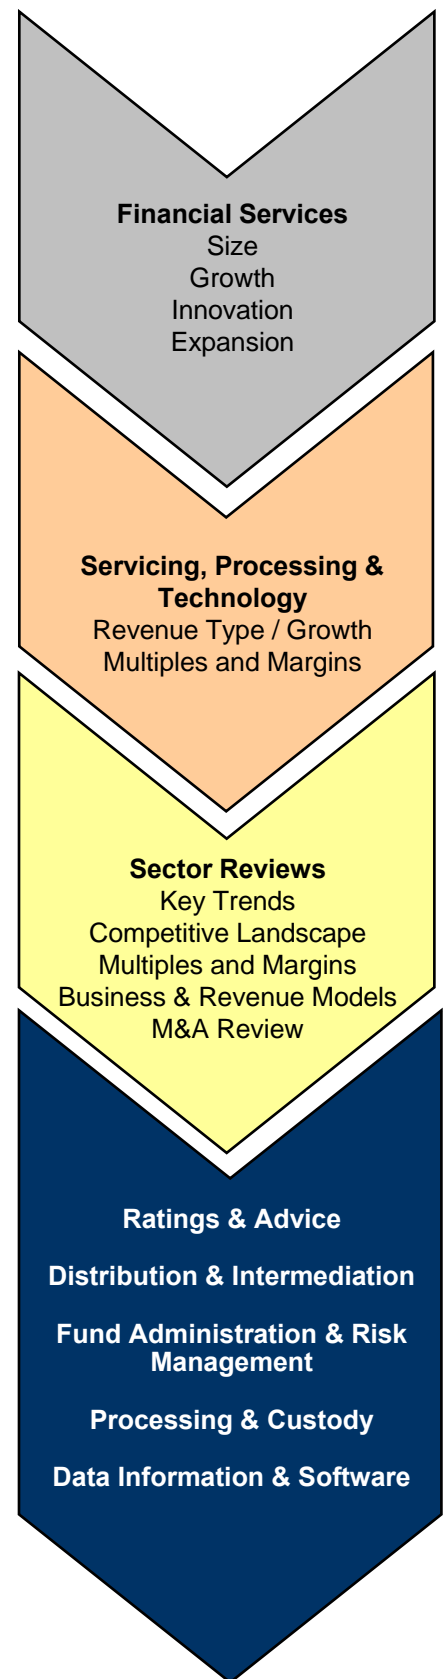 Financial Services
Size
Growth
Innovation
Expansion
Servicing, Processing &
Technology
Revenue Type / Growth
Multiples and Margins
Sector Reviews
Key Trends
Competitive Landscape
Multiples and Margins
Business & Revenue Models
M&A Review
Ratings & Advice
Distribution & Intermediation
Fund Administration & Risk
Management
Processing & Custody
Data Information & Software